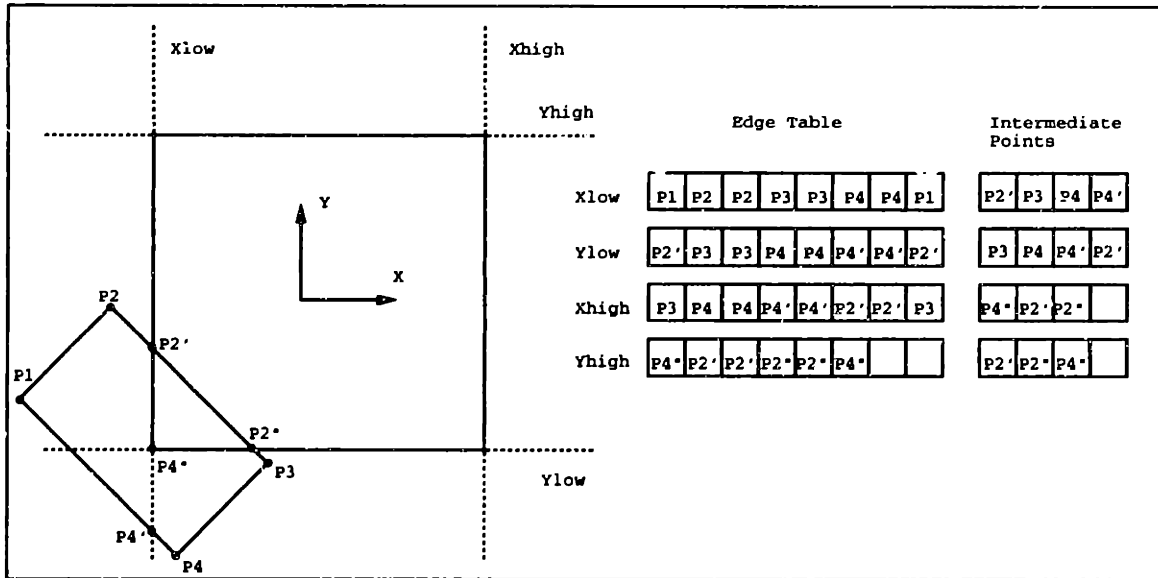 Xlow
Xhigh
Yhigh
Edge Table
Intermediate
Points
Xlow P1 P2 P2 P3 P3 P4 P4 P1 P2' P3 P4 P4'
Y
Ylow P2' P3 P3 P4 P4 P4' P4' P2' P3 P4 P4' P2'
X
Xhigh P3 P4 P4 P4' P4' P2' P2' P3 P4" P2' P2"
P2
P2'
Yhigh P4" P2' P2' P2" P2" P4" P2' P2" P4"
P1
P2"
P4"
P3
Ylow
P4'
P4